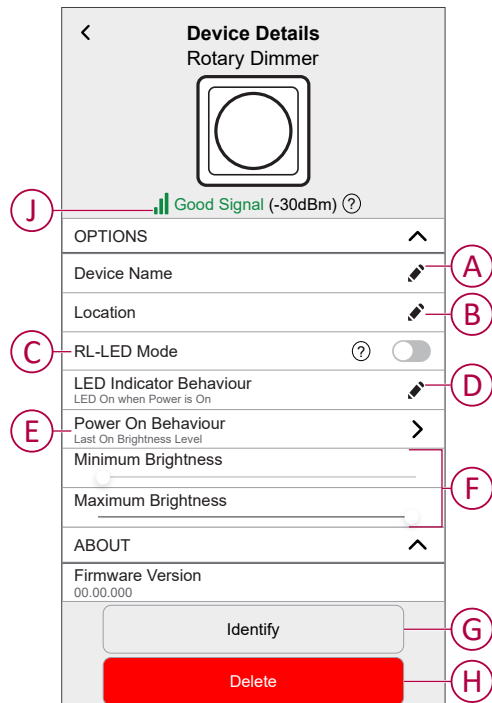 Device Details
Rotary Dimmer
J
Good Signal (-30dBm) ?
OPTIONS
Device Name
A
Location
B
C
RL-LED Mode ?
LED Indicator Behaviour
LED On when Power is On
D
E
Power On Behaviour
Last On Brightness Level
Minimum Brightness
F
Maximum Brightness
ABOUT
Firmware Version
00.00.000
Identify
G
Delete
H